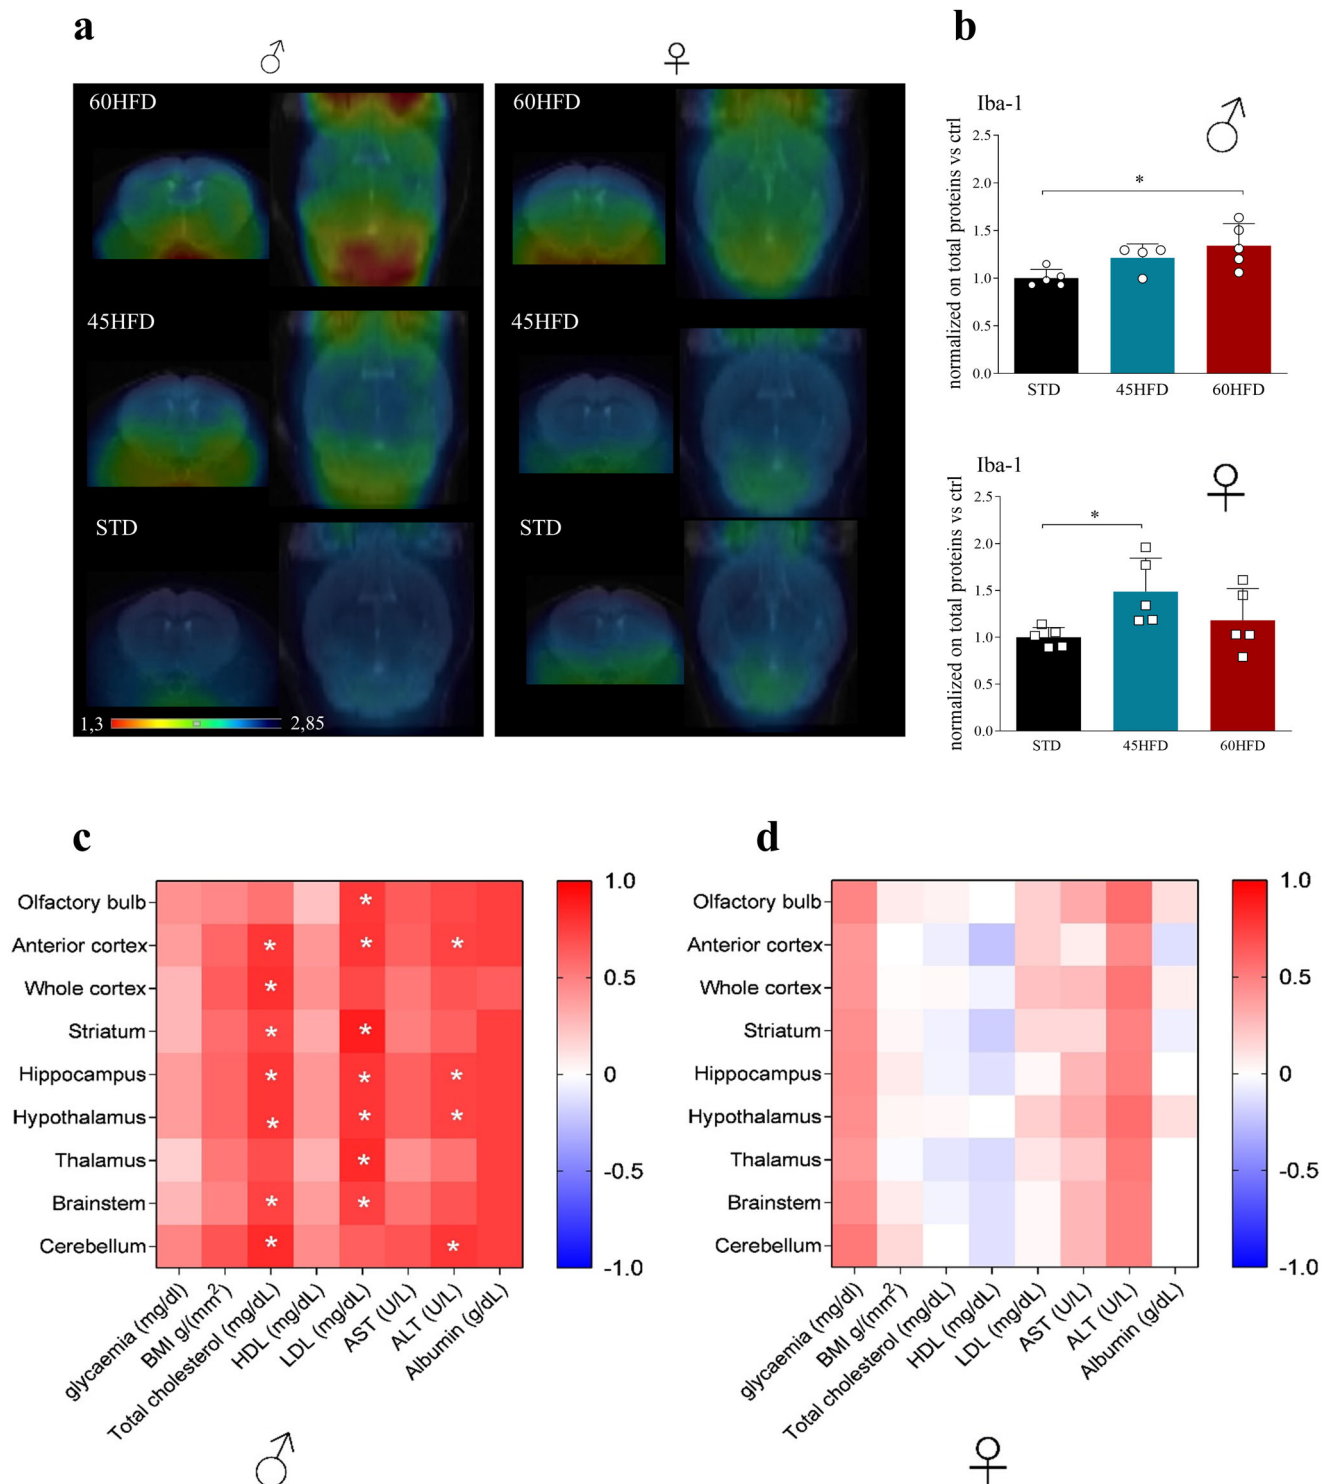 a
♂
♀
60HFD
45HFD
STD
1,3
2,85
60HFD
45HFD
STD
b
Iba-1
♂
normalized on total proteins vs ctrl
2.5
2.0
1.5
1.0
0.5
0.0
*
STD
45HFD
60HFD
Iba-1
♀
normalized on total proteins vs ctrl
2.5
2.0
1.5
1.0
0.5
0.0
*
STD
45HFD
60HFD
c
Olfactory bulb
*
Anterior cortex
* * *
Whole cortex
*
Striatum
* *
Hippocampus
* * *
Hypothalamus
* * *
Thalamus
*
Brainstem
* *
Cerebellum
* *
glycaemia (mg/dl)
BMI g/(mm²)
Total cholesterol (mg/dL)
HDL (mg/dL)
LDL (mg/dL)
AST (U/L)
ALT (U/L)
Albumin (g/dL)
1.0
0.5
0
-0.5
-1.0
♂
d
Olfactory bulb
Anterior cortex
Whole cortex
Striatum
Hippocampus
Hypothalamus
Thalamus
Brainstem
Cerebellum
glycaemia (mg/dl)
BMI g/(mm²)
Total cholesterol (mg/dL)
HDL (mg/dL)
LDL (mg/dL)
AST (U/L)
ALT (U/L)
Albumin (g/dL)
1.0
0.5
0
-0.5
-1.0
♀